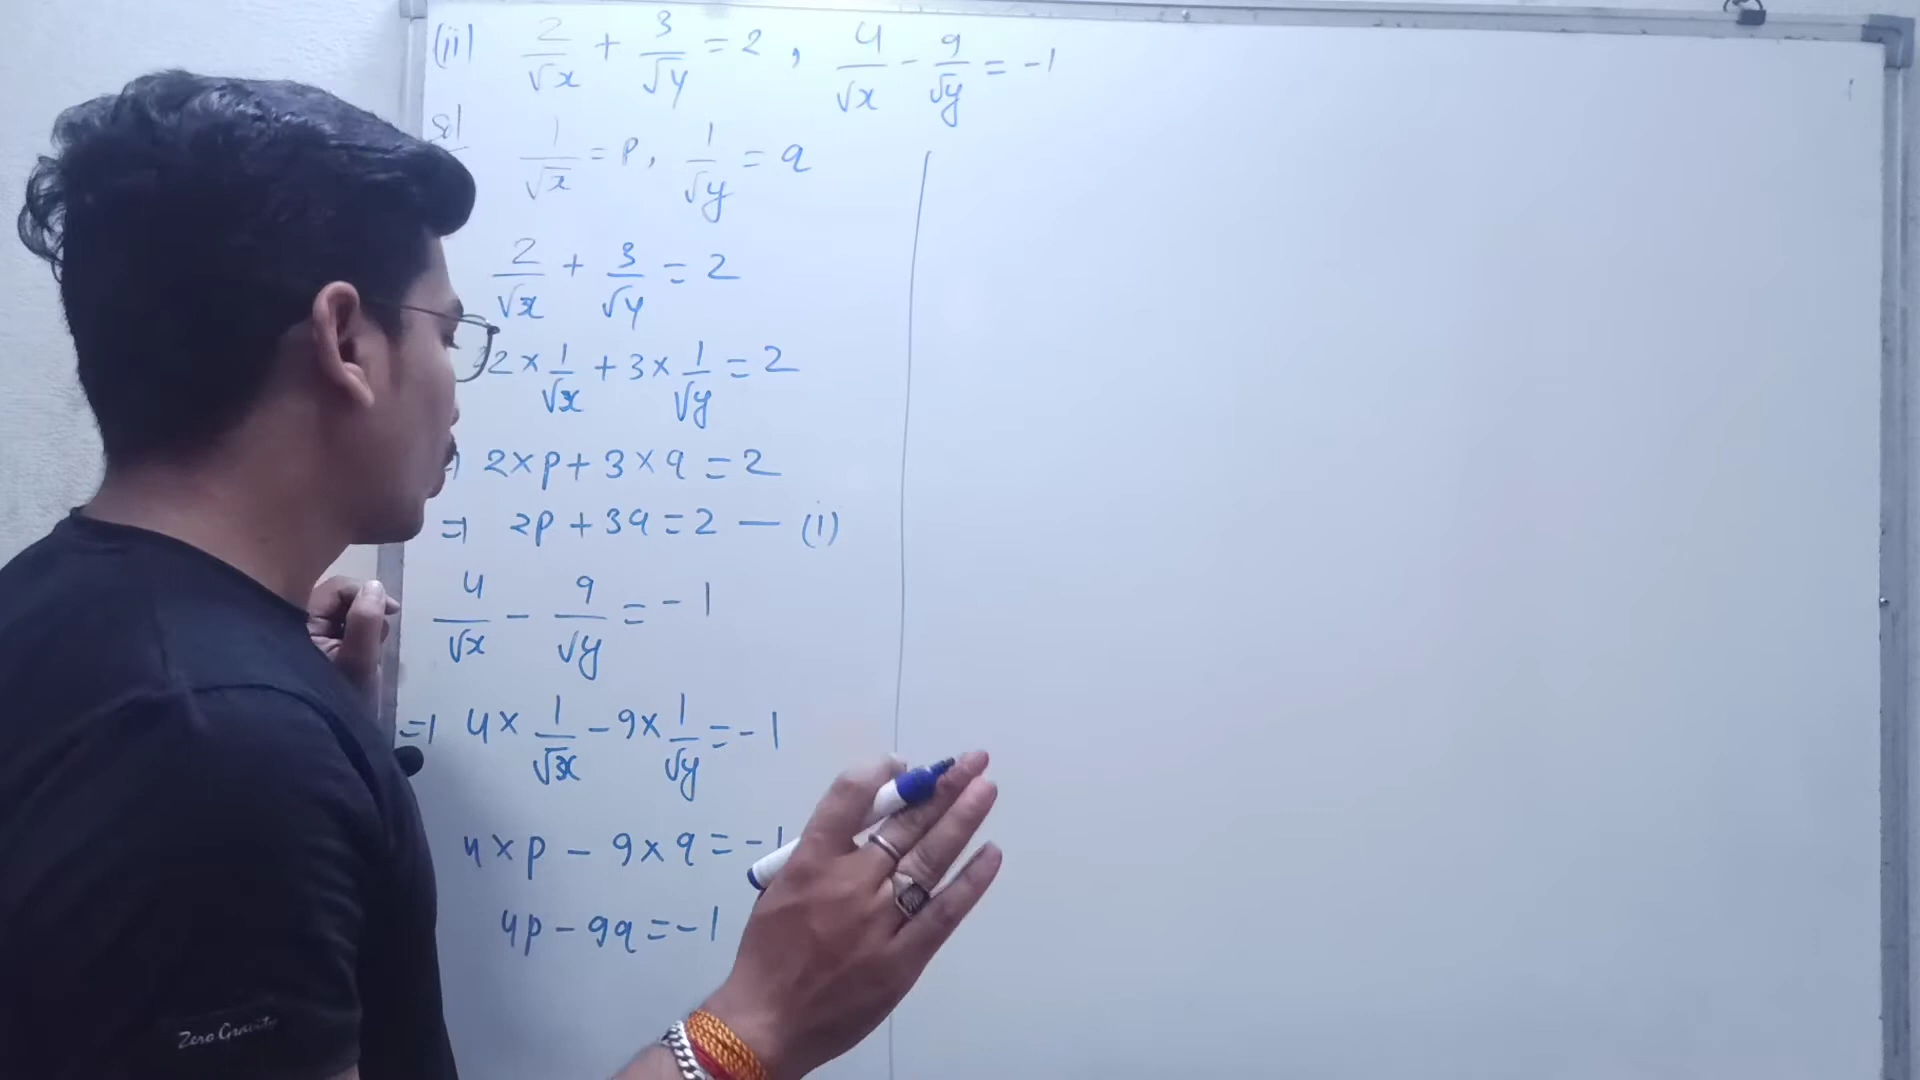 (ii) 2/√x + 3/√y = 2 , 4/√x - 9/√y = -1
Sol 1/√x = p, 1/√y = q
2/√x + 3/√y = 2
2 × 1/√x + 3 × 1/√y = 2
2 × p + 3 × q = 2
⇒ 2p + 3q = 2 — (i)
4/√x - 9/√y = -1
⇒ 4 × 1/√x - 9 × 1/√y = -1
4 × p - 9 × q = -1
4p - 9q = -1
Zero Gravity